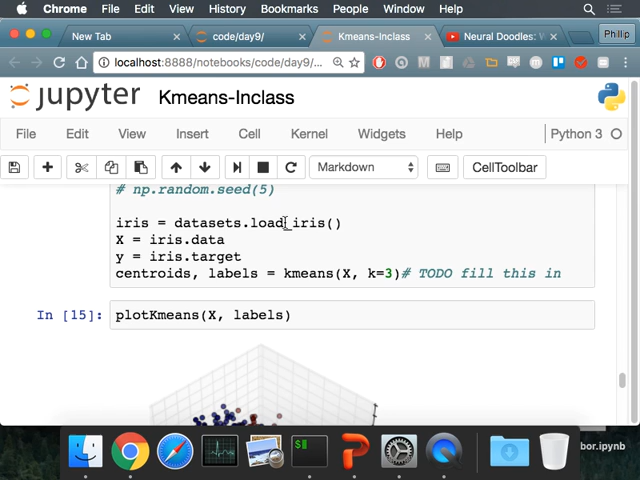 Chrome File Edit View History Bookmarks People Window Help
New Tab code/day9/ Kmeans-Inclass Neural Doodles: W Philip
localhost:8888/notebooks/code/day9/...
jupyter Kmeans-Inclass
File Edit View Insert Cell Kernel Widgets Help Python 3
Markdown CellToolbar
# np.random.seed(5)
iris = datasets.load_iris()
X = iris.data
y = iris.target
centroids, labels = kmeans(X, k=3)# TODO fill this in
In [15]: plotKmeans(X, labels)
bor.ipynb